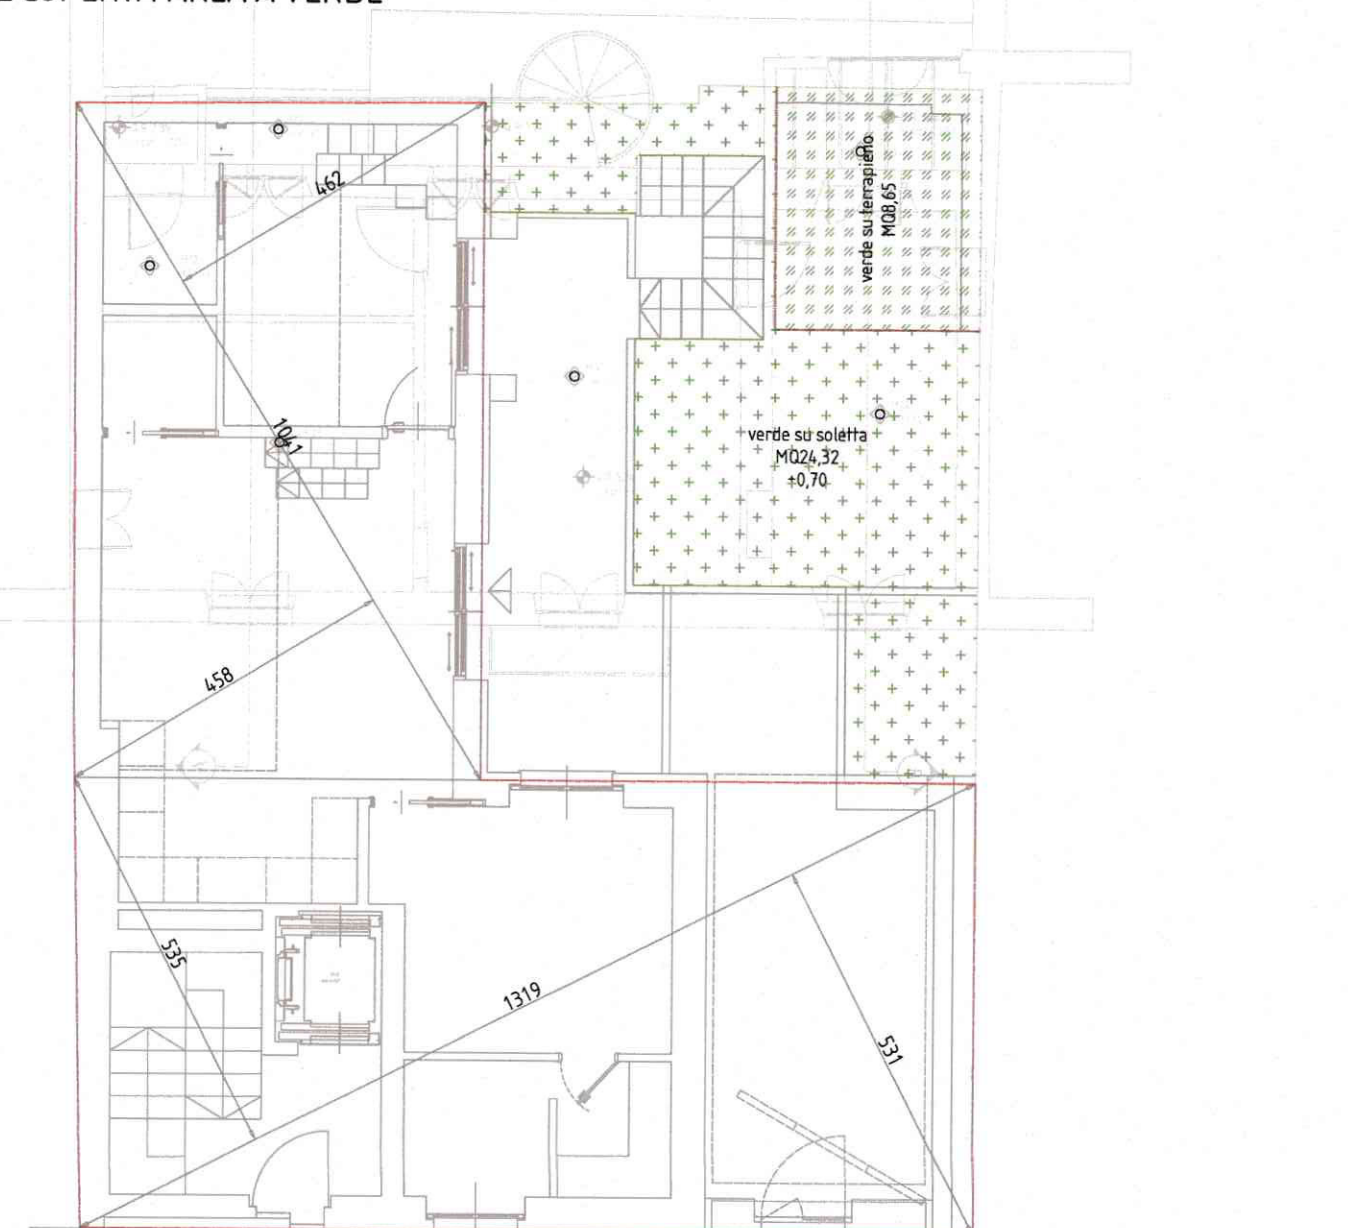 462
verde su terrapieno
MQ8,65
1041
verde su soletta
MQ24,32
+0,70
458
535
1319
531